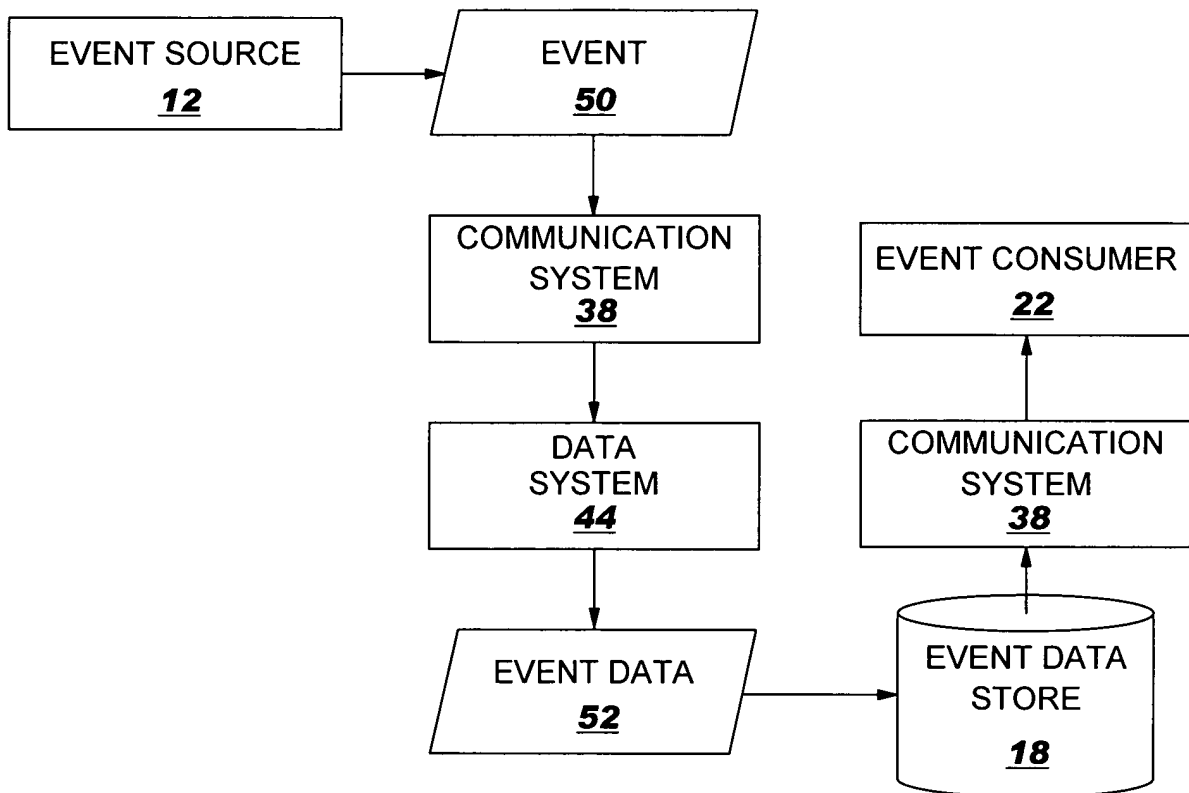 EVENT SOURCE
12
EVENT
50
COMMUNICATION
SYSTEM
38
DATA
SYSTEM
44
EVENT DATA
52
EVENT DATA
STORE
18
COMMUNICATION
SYSTEM
38
EVENT CONSUMER
22